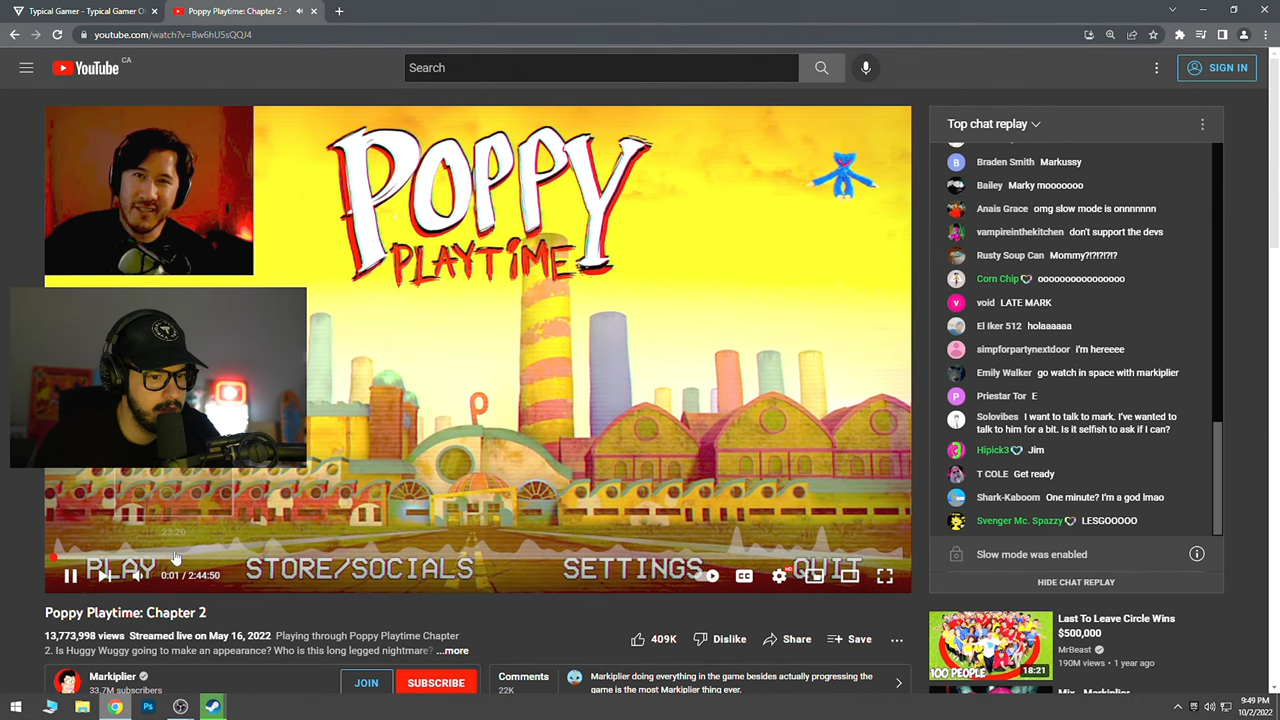 Typical Gamer - Typical Gamer O
Poppy Playtime: Chapter 2 -
youtube.com/watch?v=Bw6hU5sQQJ4
YouTube CA
Search
SIGN IN
POPPY
PLAYTIME
23:20
PLAY
STORE/SOCIALS
SETTINGS
QUIT
0:01 / 2:44:50
CC
HD
Poppy Playtime: Chapter 2
13,773,998 views Streamed live on May 16, 2022 Playing through Poppy Playtime Chapter
2. Is Huggy Wuggy going to make an appearance? Who is this long legged nightmare? ...more
409K
Dislike
Share
Save
Markiplier
33.7M subscribers
JOIN
SUBSCRIBE
Comments
22K
Markiplier doing everything in the game besides actually progressing the
game is the most Markiplier thing ever.
Top chat replay
B Braden Smith Markussy
Bailey Marky moooooooo
Anais Grace omg slow mode is onnnnnn
vampireinthekitchen don't support the devs
Rusty Soup Can Mommy?!?!?!?!
Corn Chip oooooooooooooooo
v void LATE MARK
El Iker 512 holaaaaaa
simpforpartynextdoor i'm hereeee
Emily Walker go watch in space with markiplier
P Priestar Tor E
Solovibes I want to talk to mark. I've wanted
to talk to him for a bit. Is it selfish to ask if I can?
Hipick3 Jim
T COLE Get ready
Shark-Kaboom One minute? I'm a god lmao
Svenger Mc. Spazzy LESGOOOOO
Slow mode was enabled
HIDE CHAT REPLAY
100 PEOPLE
18:21
Last To Leave Circle Wins
$500,000
MrBeast
190M views • 1 year ago
Mix - Markiplier
9:49 PM
10/2/2022